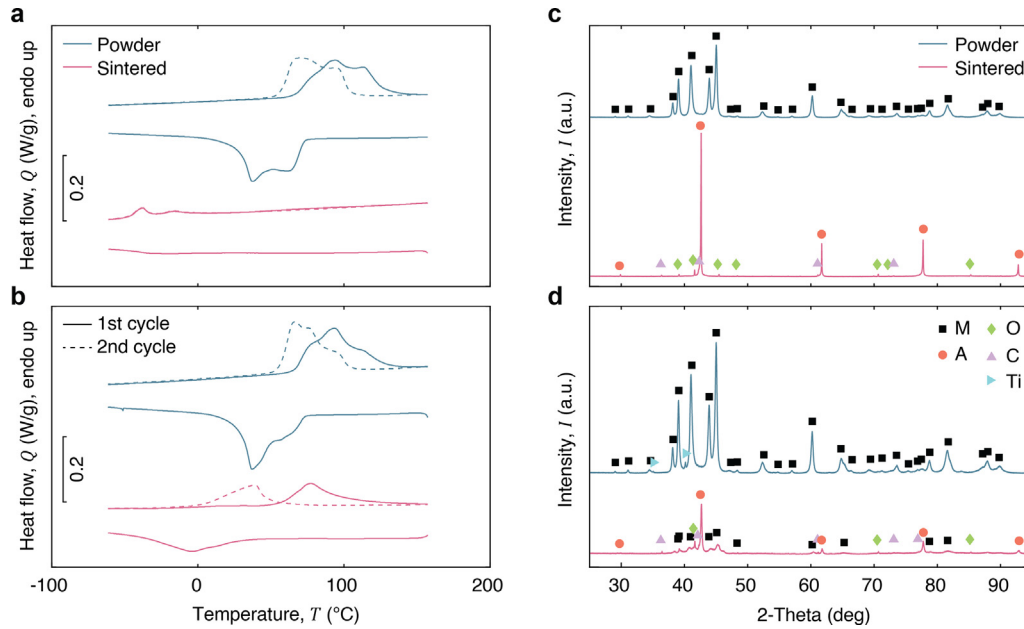 a
Powder
Sintered
Heat flow, Q (W/g), endo up
0.2
b
1st cycle
2nd cycle
Heat flow, Q (W/g), endo up
0.2
-100 0 100 200
Temperature, T (°C)
c
Powder
Sintered
Intensity, I (a.u.)
d
M O
A C
Ti
Intensity, I (a.u.)
30 40 50 60 70 80 90
2-Theta (deg)